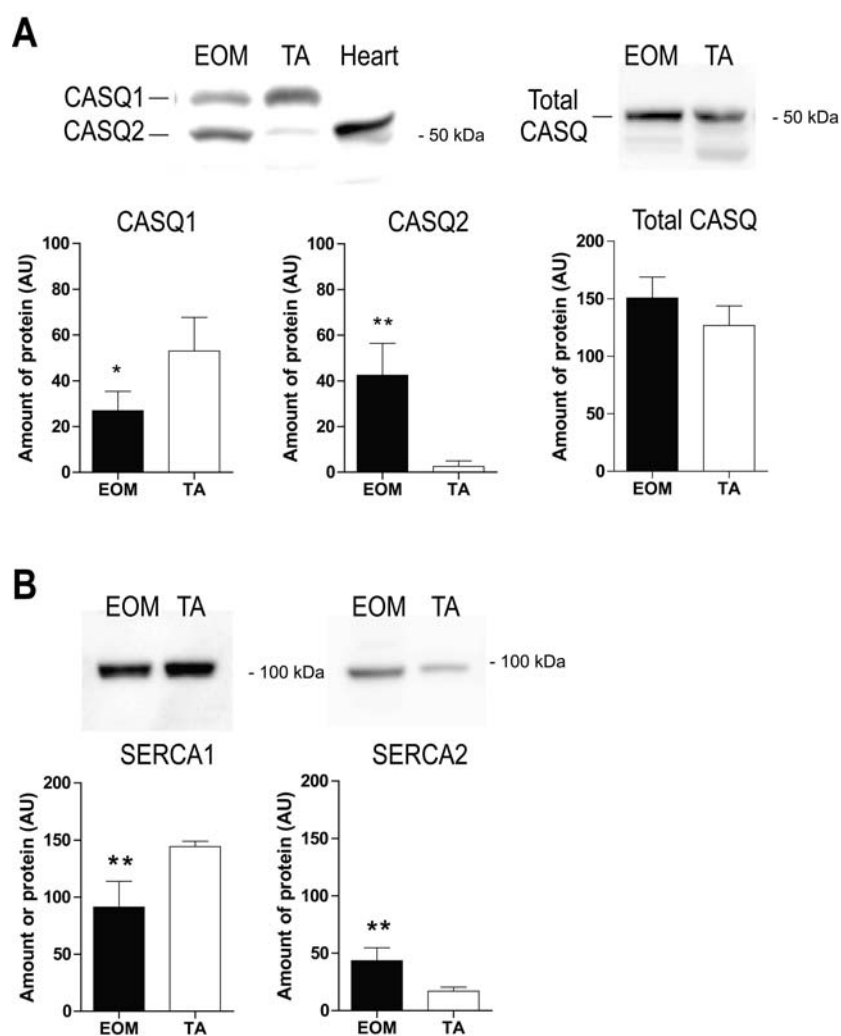 A
EOM TA Heart
CASQ1
CASQ2
- 50 kDa
EOM TA
Total
CASQ
- 50 kDa
CASQ1
Amount of protein (AU)
100
80
60
40
20
0
*
EOM TA
CASQ2
Amount of protein (AU)
100
80
60
40
20
0
**
EOM TA
Total CASQ
Amount of protein (AU)
200
150
100
50
0
EOM TA
B
EOM TA
- 100 kDa
EOM TA
- 100 kDa
SERCA1
Amount or protein (AU)
200
150
100
50
0
**
EOM TA
SERCA2
Amount of protein (AU)
200
150
100
50
0
**
EOM TA